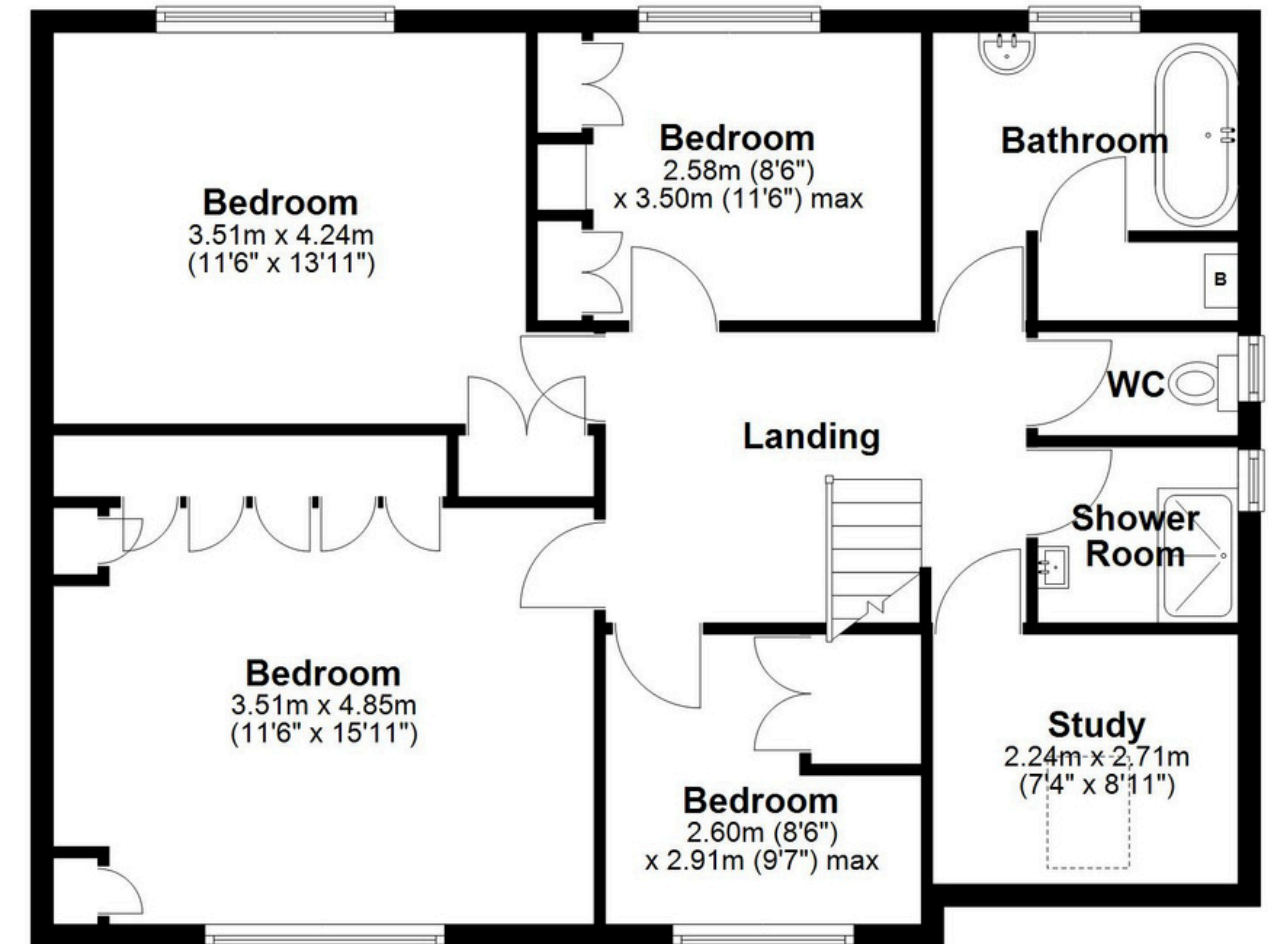 Bedroom
3.51m x 4.24m
(11'6" x 13'11")
Bedroom
2.58m (8'6")
x 3.50m (11'6") max
Bathroom
B
WC
Landing
Shower
Room
Bedroom
3.51m x 4.85m
(11'6" x 15'11")
Bedroom
2.60m (8'6")
x 2.91m (9'7") max
Study
2.24m x 2.71m
(7'4" x 8'11")